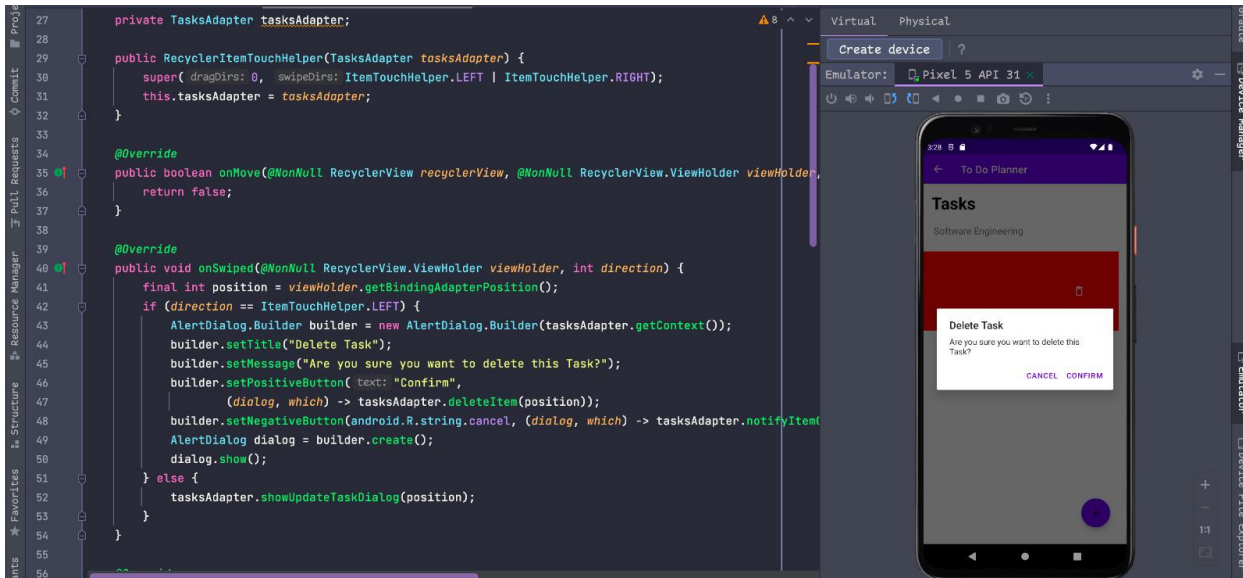 Proje
Commit
Pull Requests
Resource Manager
Structure
Favorites
27 private TasksAdapter tasksAdapter;
8
28
29 public RecyclerItemTouchHelper(TasksAdapter tasksAdapter) {
30 super( dragDirs: 0, swipeDirs: ItemTouchHelper.LEFT | ItemTouchHelper.RIGHT);
31 this.tasksAdapter = tasksAdapter;
32 }
33
34 @Override
35 public boolean onMove(@NonNull RecyclerView recyclerView, @NonNull RecyclerView.ViewHolder viewHolder,
36 return false;
37 }
38
39 @Override
40 public void onSwiped(@NonNull RecyclerView.ViewHolder viewHolder, int direction) {
41 final int position = viewHolder.getBindingAdapterPosition();
42 if (direction == ItemTouchHelper.LEFT) {
43 AlertDialog.Builder builder = new AlertDialog.Builder(tasksAdapter.getContext());
44 builder.setTitle("Delete Task");
45 builder.setMessage("Are you sure you want to delete this Task?");
46 builder.setPositiveButton( text: "Confirm",
47 (dialog, which) -> tasksAdapter.deleteItem(position));
48 builder.setNegativeButton(android.R.string.cancel, (dialog, which) -> tasksAdapter.notifyItem
49 AlertDialog dialog = builder.create();
50 dialog.show();
51 } else {
52 tasksAdapter.showUpdateTaskDialog(position);
53 }
54 }
55
56
Virtual Physical
Create device ?
Emulator: Pixel 5 API 31
3:28
To Do Planner
Tasks
Software Engineering
Delete Task
Are you sure you want to delete this
Task?
CANCEL CONFIRM
1:1
Device Manager
Emulator
Device File Explorer